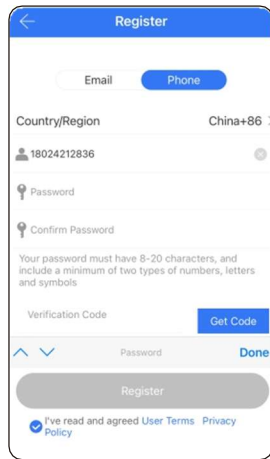 Register
Email Phone
Country/Region China+86
18024212836
Password
Confirm Password
Your password must have 8-20 characters, and
include a minimum of two types of numbers, letters
and symbols
Verification Code Get Code
Password Done
Register
I've read and agreed User Terms Privacy
Policy